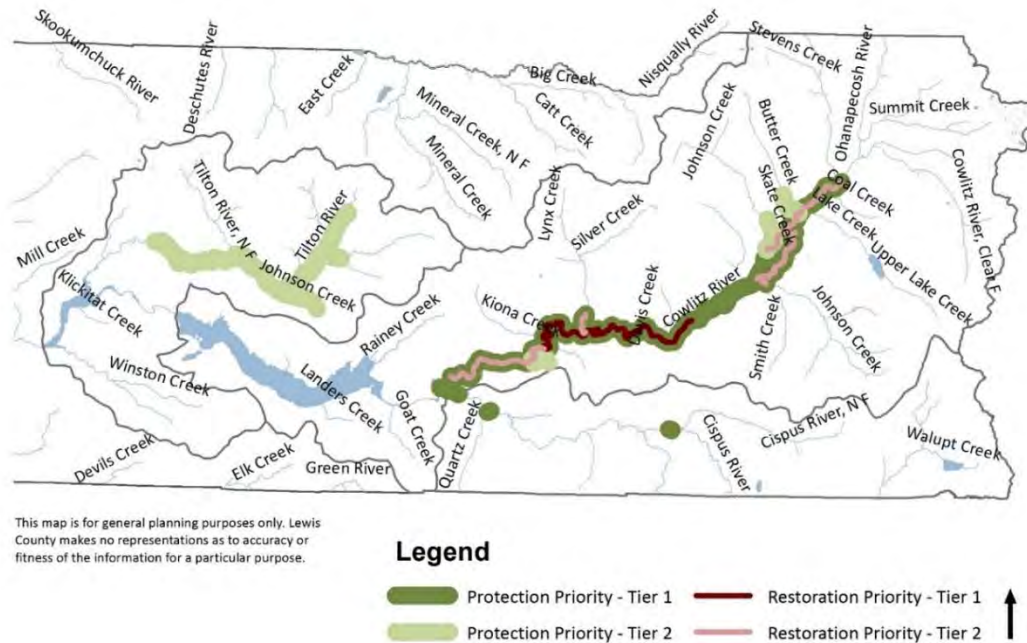 Skookumchuck River
Deschutes River
East Creek
Big Creek
Nisqually River
Stevens Creek
Ohanapecosh River
Catt Creek
Mineral Creek, N F
Mineral Creek
Johnson Creek
Butter Creek
Summit Creek
Tilton River, N F
Tilton River
Lynx Creek
Silver Creek
Skate Creek
Coal Creek
Lake Creek
Cowlitz River, Clear F
Mill Creek
Johnson Creek
Upper Lake Creek
Klickitat Creek
Rainey Creek
Kiona Creek
Davis Creek
Cowlitz River
Smith Creek
Johnson Creek
Winston Creek
Landers Creek
Goat Creek
Quartz Creek
Cispus River
Cispus River, N F
Walupt Creek
Devils Creek
Elk Creek
Green River
This map is for general planning purposes only. Lewis
County makes no representations as to accuracy or
fitness of the information for a particular purpose.
Legend
Protection Priority - Tier 1
Restoration Priority - Tier 1
Protection Priority - Tier 2
Restoration Priority - Tier 2